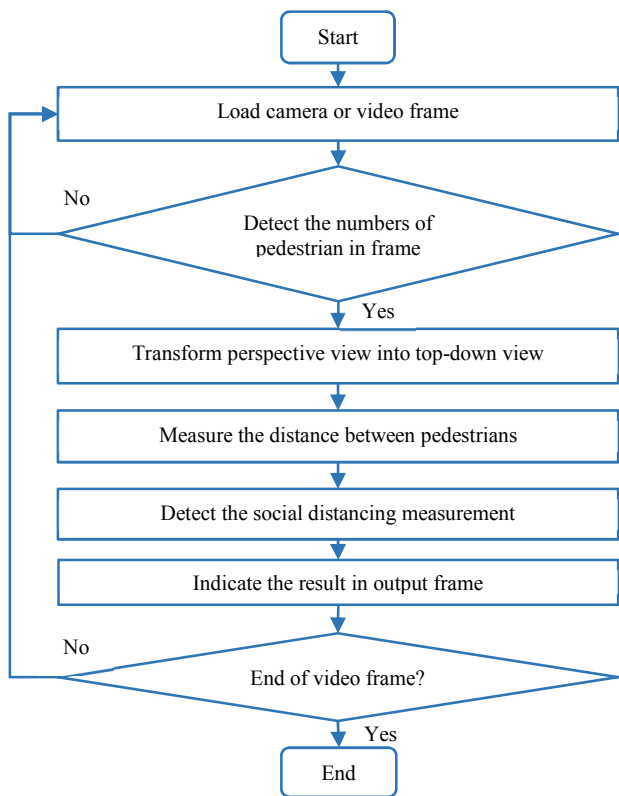 Start
Load camera or video frame
No
Detect the numbers of
pedestrian in frame
Yes
Transform perspective view into top-down view
Measure the distance between pedestrians
Detect the social distancing measurement
Indicate the result in output frame
No
End of video frame?
Yes
End